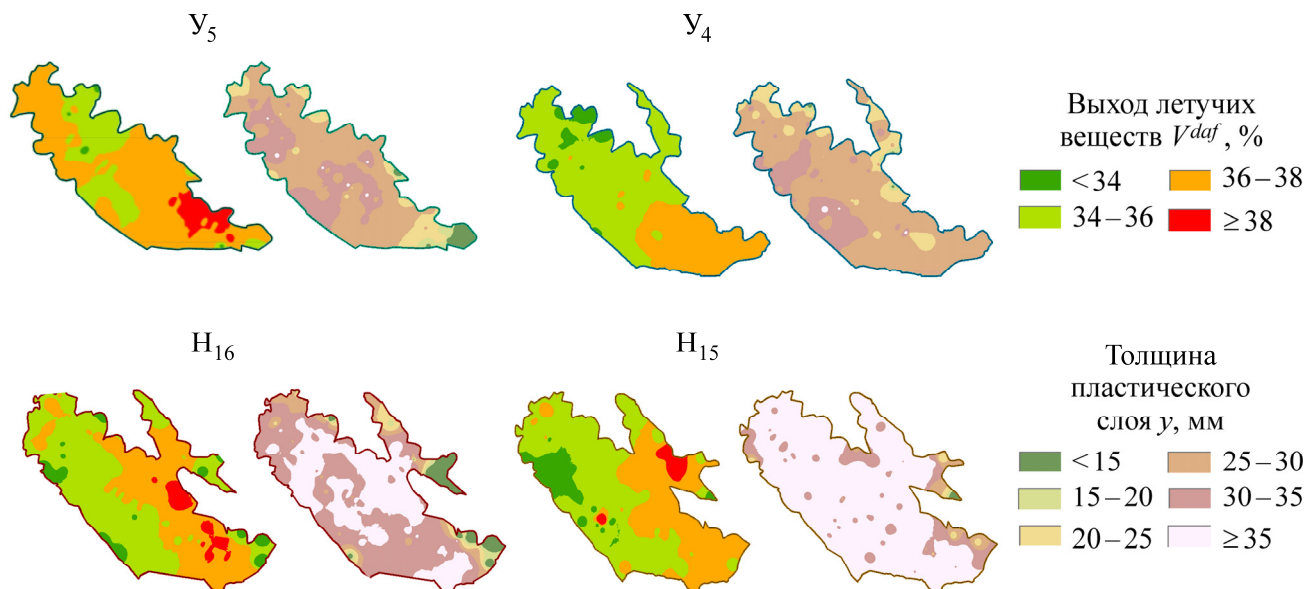 У5
У4
Выход летучих
веществ V^daf, %
<34
36–38
34–36
≥38
Н16
Н15
Толщина
пластического
слоя y, мм
<15
25–30
15–20
30–35
20–25
≥35